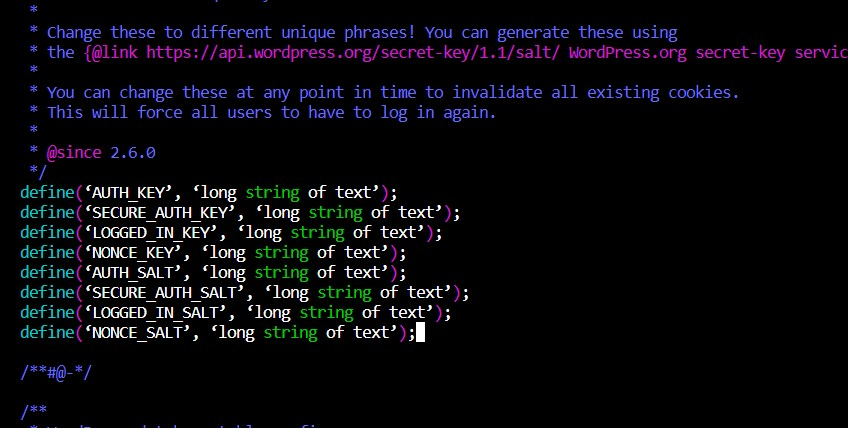 *
* Change these to different unique phrases! You can generate these using
* the {@link https://api.wordpress.org/secret-key/1.1/salt/ WordPress.org secret-key servic
*
* You can change these at any point in time to invalidate all existing cookies.
* This will force all users to have to log in again.
*
* @since 2.6.0
*/
define(‘AUTH_KEY’, ‘long string of text’);
define(‘SECURE_AUTH_KEY’, ‘long string of text’);
define(‘LOGGED_IN_KEY’, ‘long string of text’);
define(‘NONCE_KEY’, ‘long string of text’);
define(‘AUTH_SALT’, ‘long string of text’);
define(‘SECURE_AUTH_SALT’, ‘long string of text’);
define(‘LOGGED_IN_SALT’, ‘long string of text’);
define(‘NONCE_SALT’, ‘long string of text’);
/**#@-*/
/**